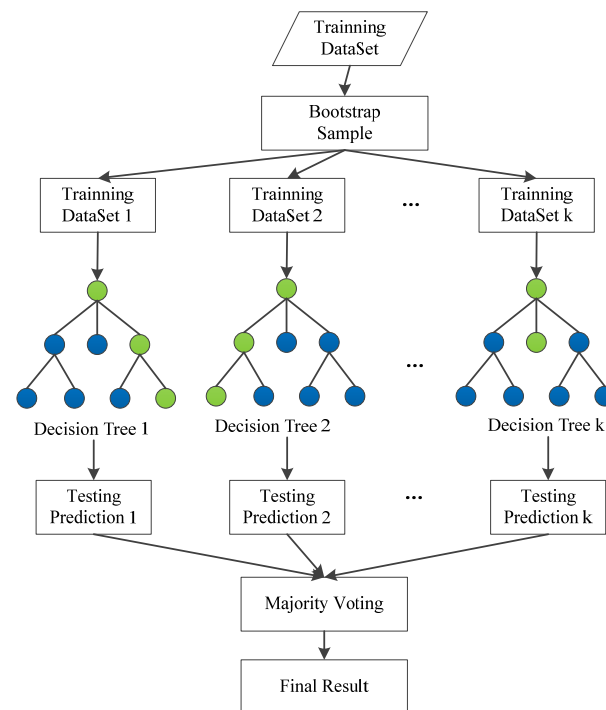 Trainning
DataSet
Bootstrap
Sample
Trainning
DataSet 1
Trainning
DataSet 2
...
Trainning
DataSet k
...
Decision Tree 1
Decision Tree 2
Decision Tree k
Testing
Prediction 1
Testing
Prediction 2
...
Testing
Prediction k
Majority Voting
Final Result